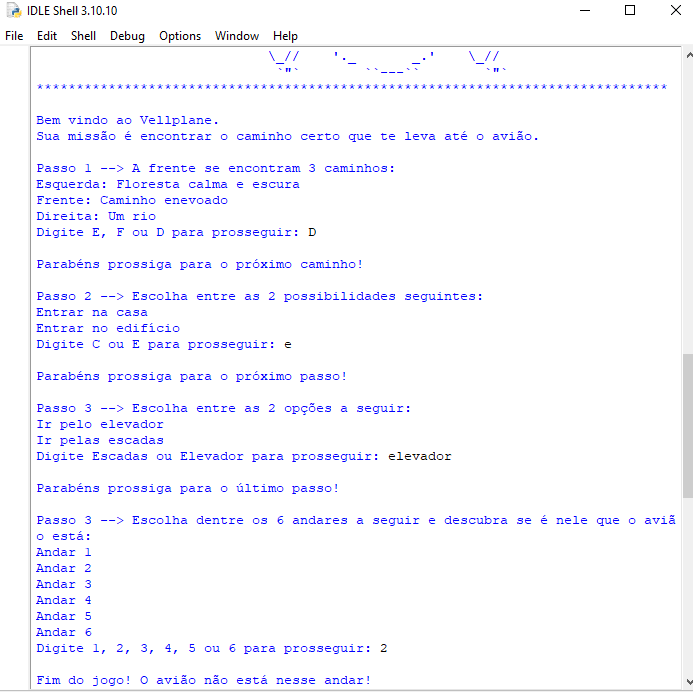 IDLE Shell 3.10.10
File Edit Shell Debug Options Window Help
\_//    '._       _.'    \_//
`"`        ``---``        `"`
*******************************************************************************
Bem vindo ao Vellplane.
Sua missão é encontrar o caminho certo que te leva até o avião.
Passo 1 --> A frente se encontram 3 caminhos:
Esquerda: Floresta calma e escura
Frente: Caminho enevoado
Direita: Um rio
Digite E, F ou D para prosseguir: D
Parabéns prossiga para o próximo caminho!
Passo 2 --> Escolha entre as 2 possibilidades seguintes:
Entrar na casa
Entrar no edifício
Digite C ou E para prosseguir: e
Parabéns prossiga para o próximo passo!
Passo 3 --> Escolha entre as 2 opções a seguir:
Ir pelo elevador
Ir pelas escadas
Digite Escadas ou Elevador para prosseguir: elevador
Parabéns prossiga para o último passo!
Passo 3 --> Escolha dentre os 6 andares a seguir e descubra se é nele que o aviã
o está:
Andar 1
Andar 2
Andar 3
Andar 4
Andar 5
Andar 6
Digite 1, 2, 3, 4, 5 ou 6 para prosseguir: 2
Fim do jogo! O avião não está nesse andar!